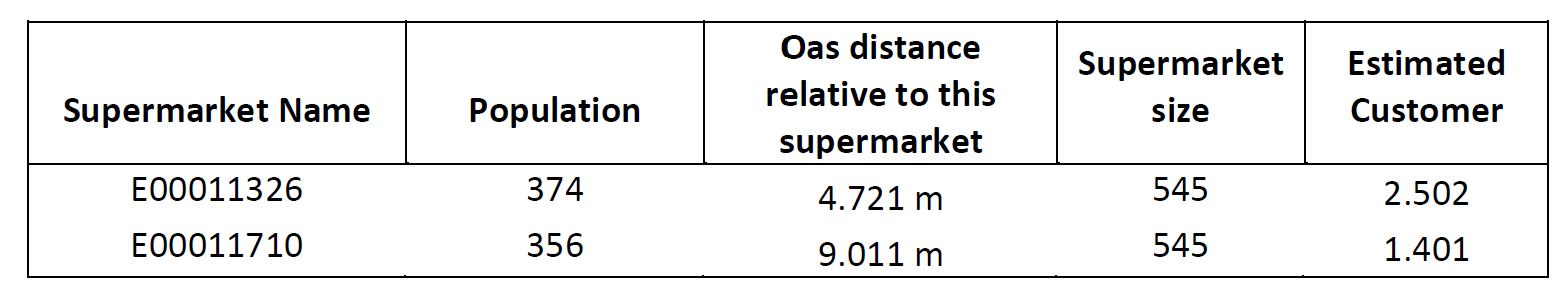 Supermarket Name
Population
Oas distance
relative to this
supermarket
Supermarket
size
Estimated
Customer
E00011326 374 4.721 m 545 2.502
E00011710 356 9.011 m 545 1.401